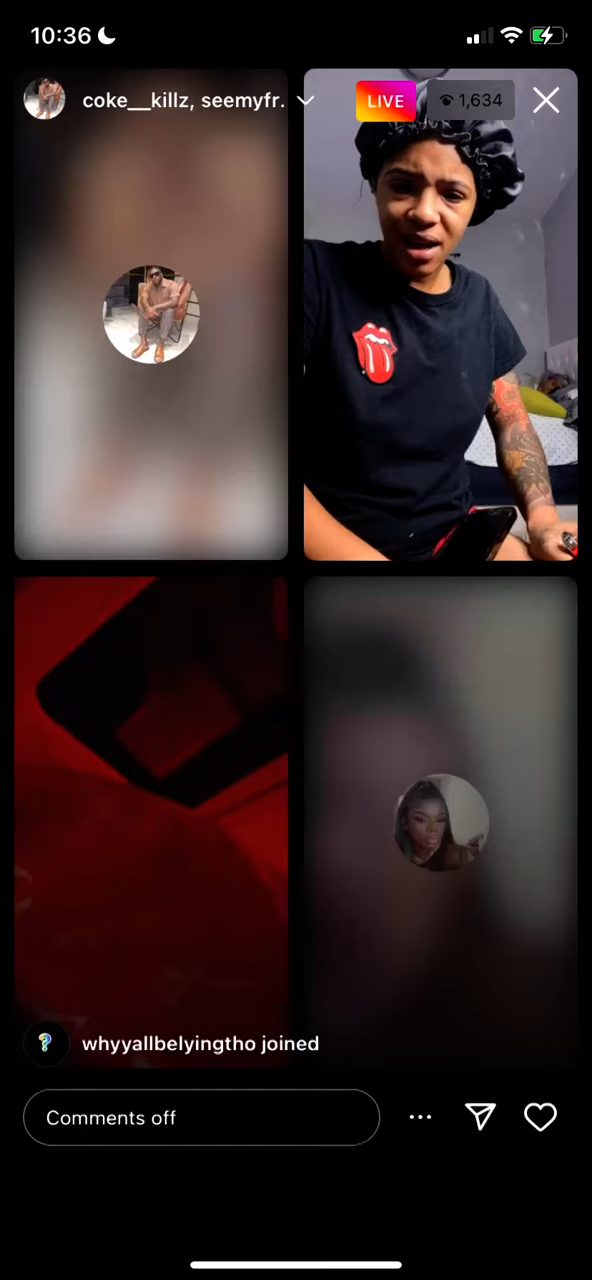 10:36
coke__killz, seemyfr.
LIVE
1,634
whyyallbelyingtho joined
Comments off